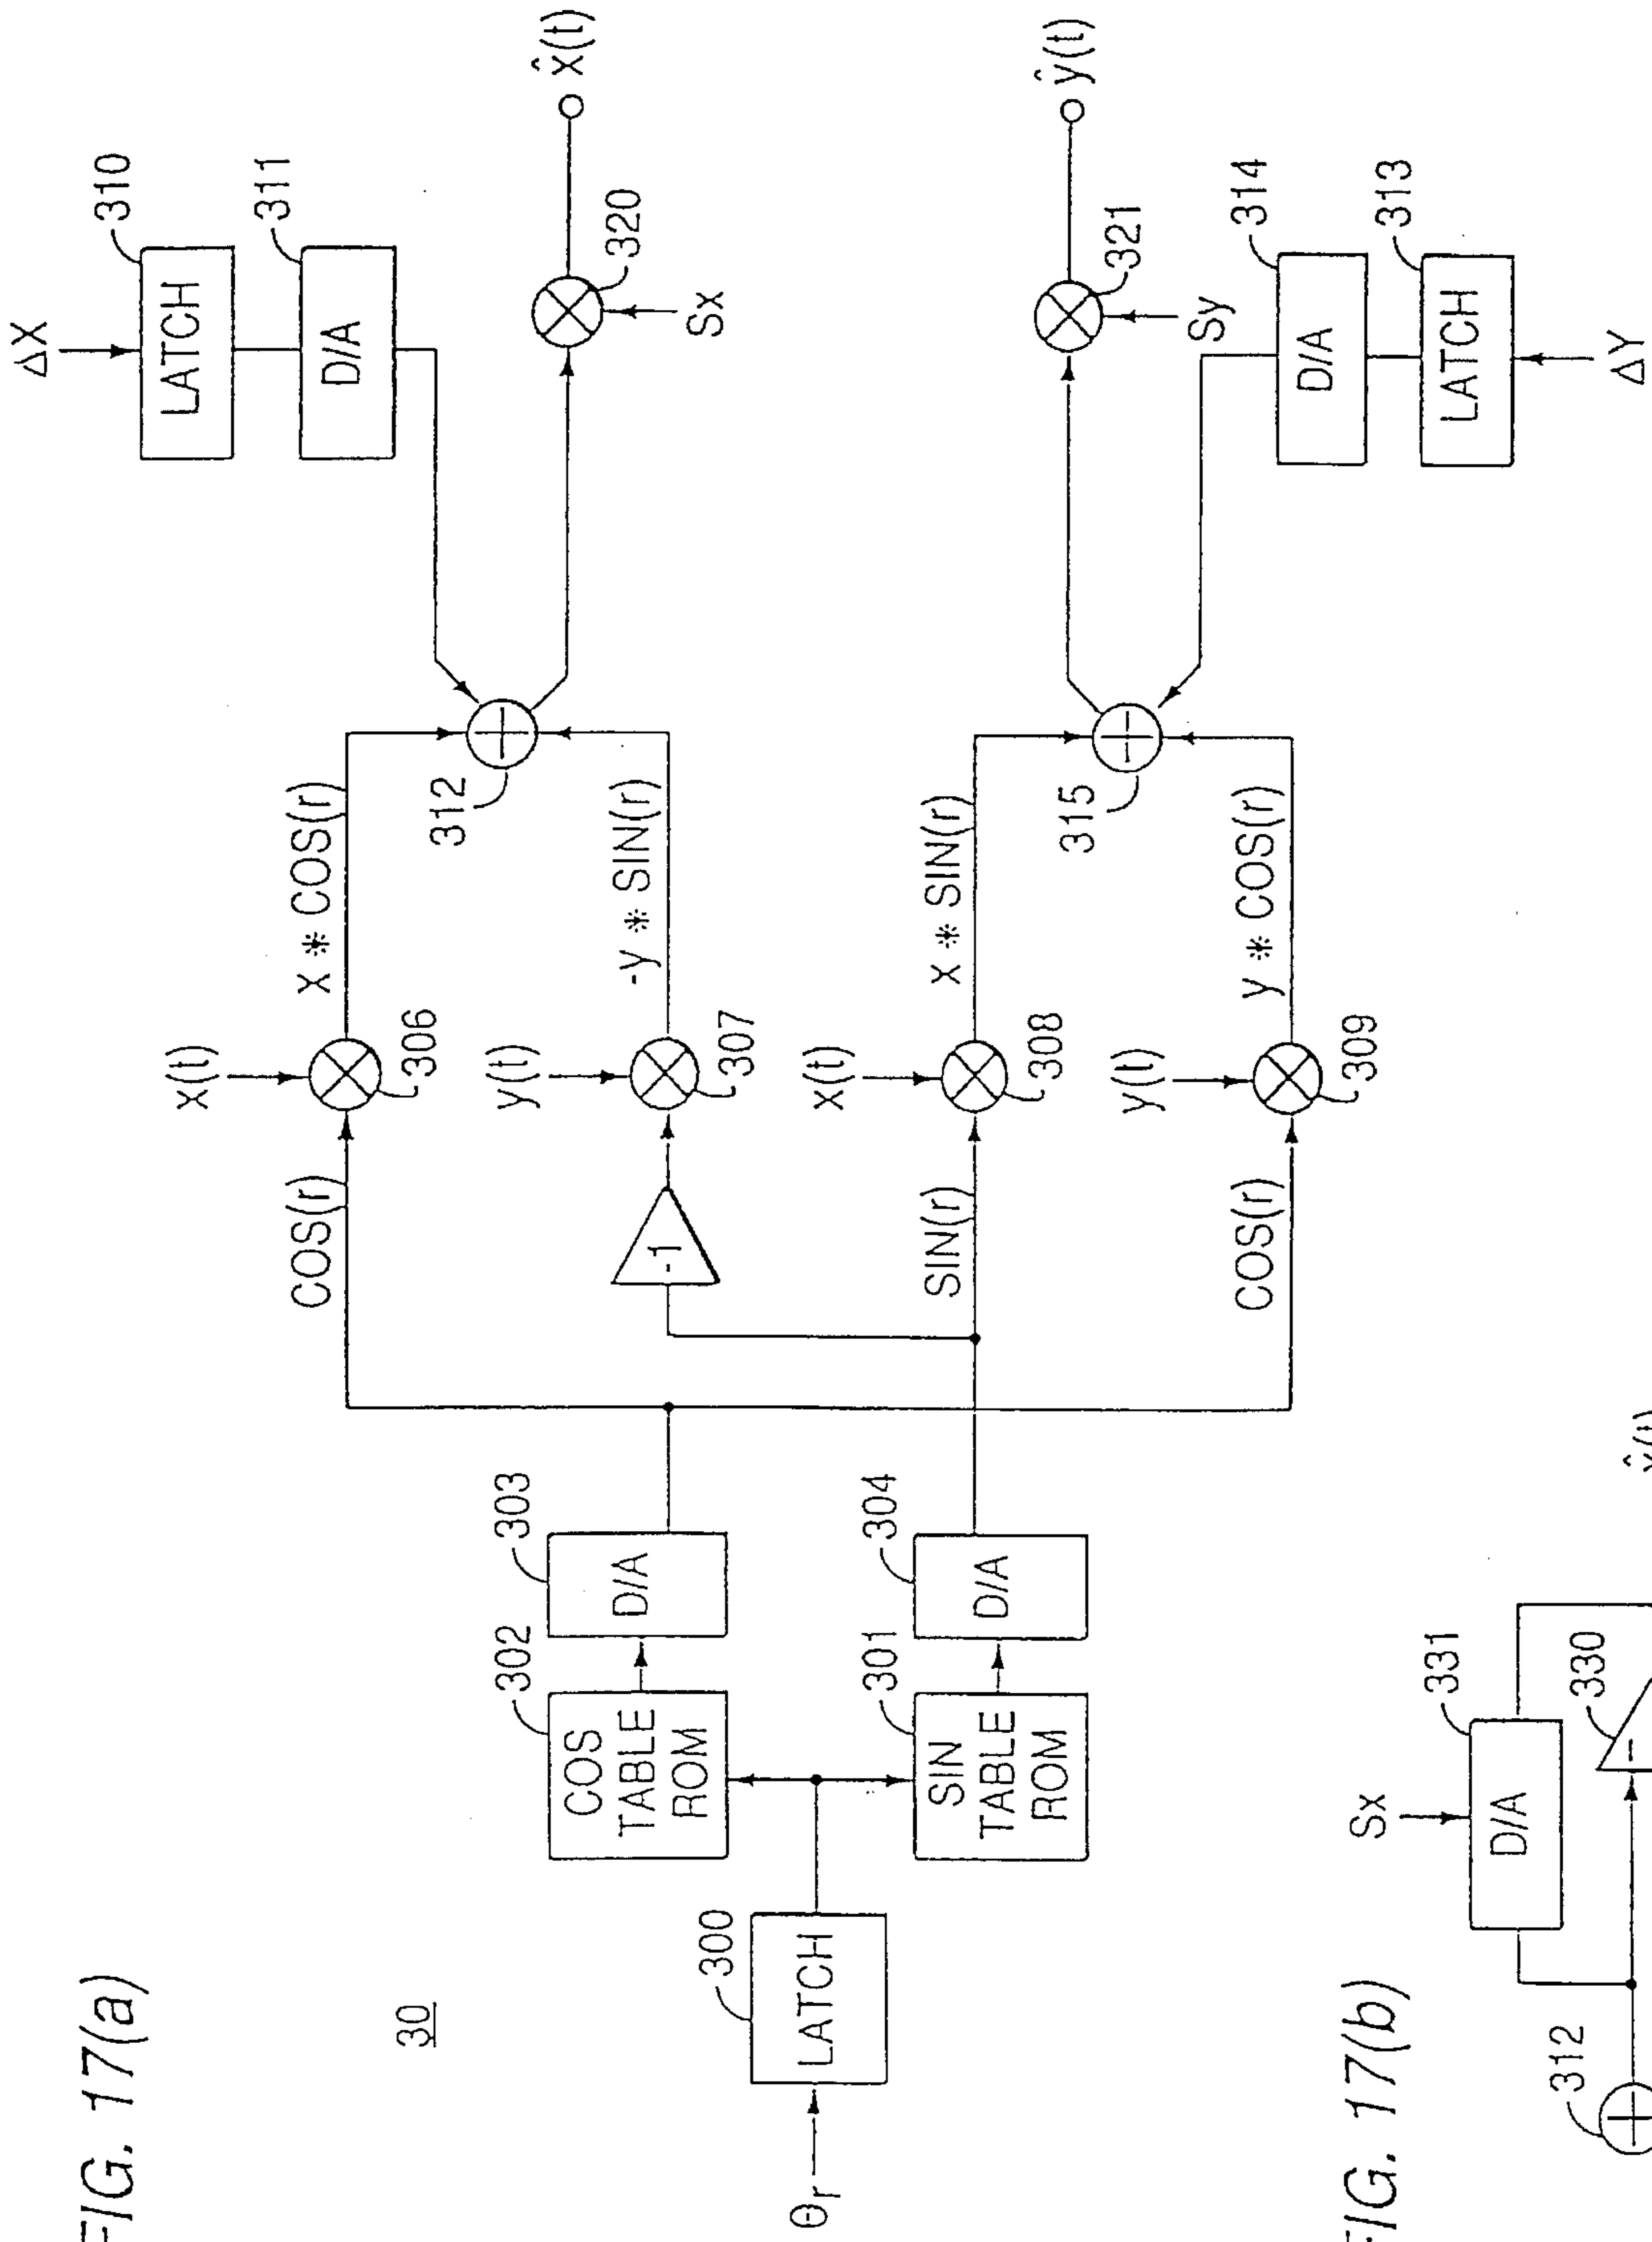 FIG. 17(a)
30
θr
LATCH
300
COS
TABLE
ROM
302
D/A
303
SIN
TABLE
ROM
301
D/A
304
COS(r)
x(t)
306
x * COS(r)
-1
y(t)
307
-y * SIN(r)
SIN(r)
x(t)
308
x * SIN(r)
COS(r)
y(t)
309
y * COS(r)
312
315
ΔX
LATCH
310
D/A
311
320
Sx
x̂(t)
321
Sy
ŷ(t)
D/A
314
LATCH
313
ΔY
FIG. 17(b)
312
Sx
D/A
331
330
x̂(t)